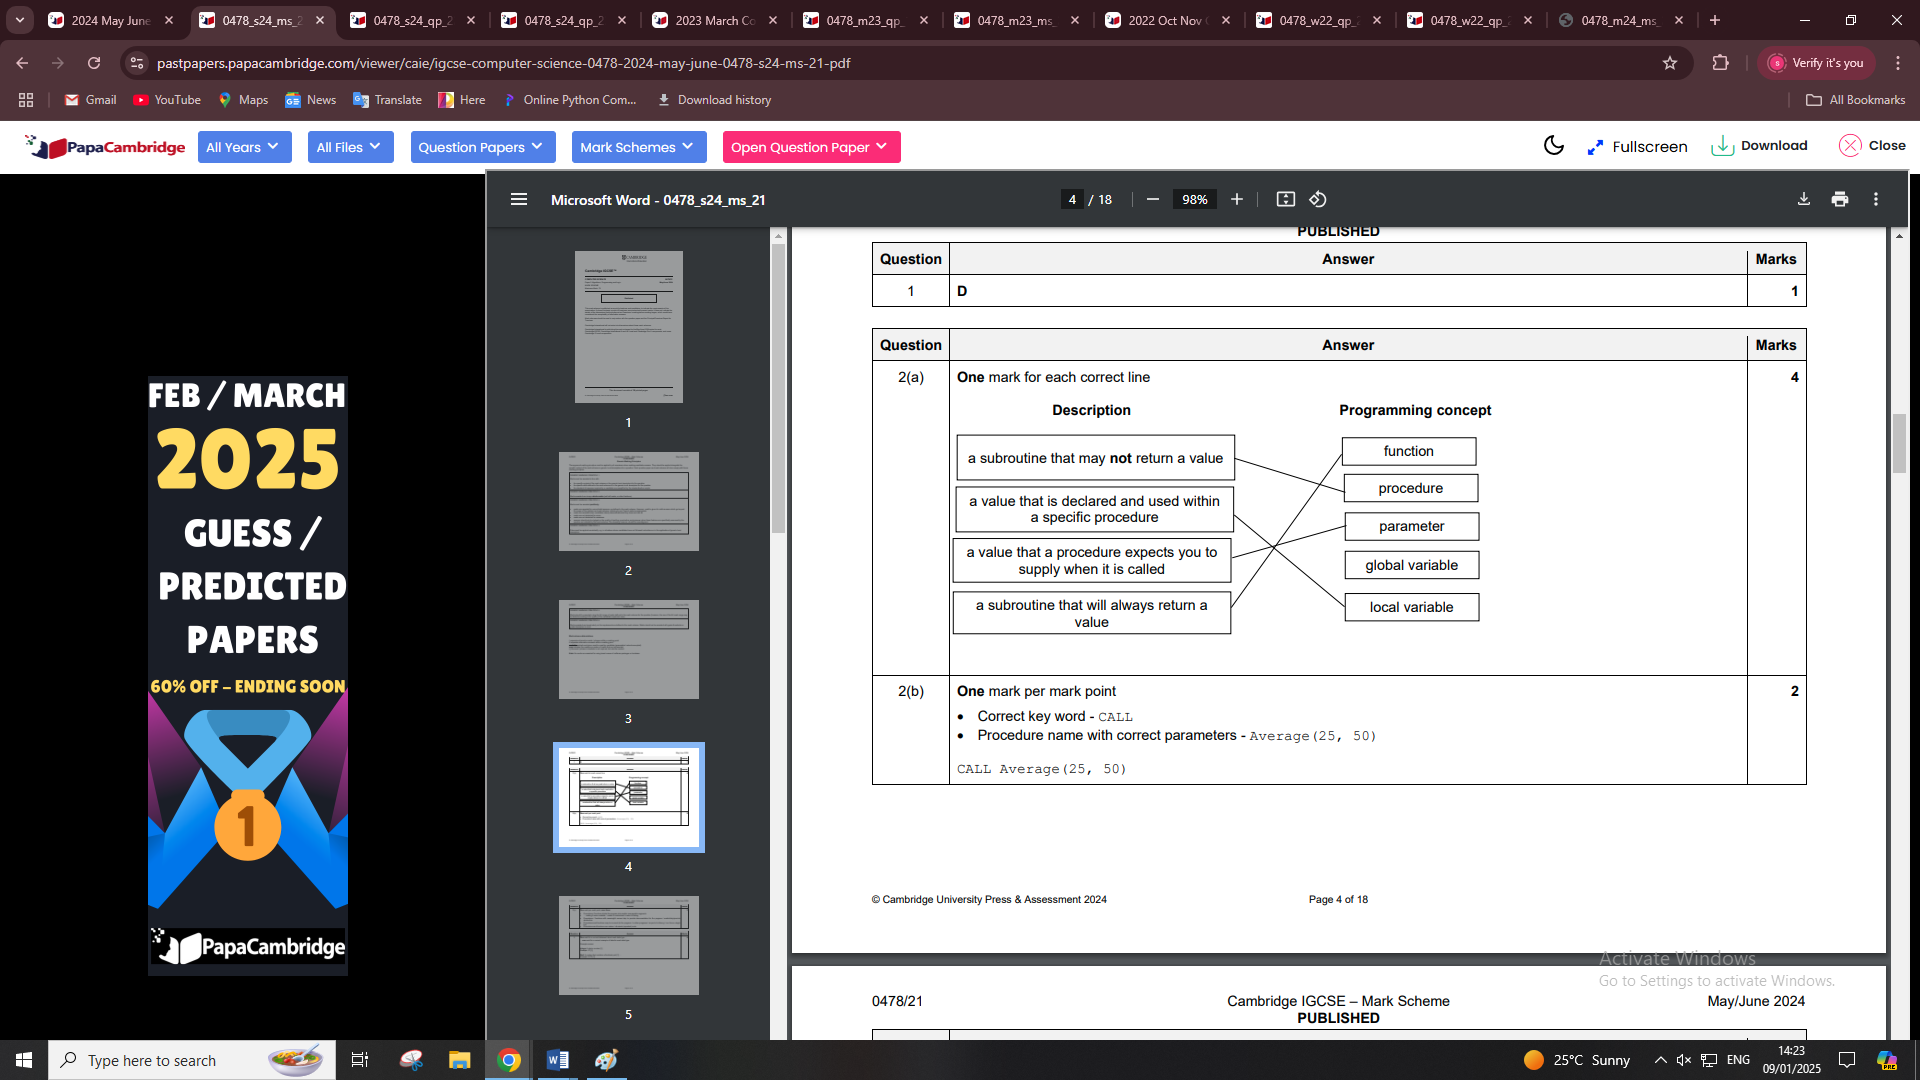 2024 May June
0478_s24_ms_2
0478_s24_qp_2
0478_s24_qp_2
2023 March Co
0478_m23_qp_
0478_m23_ms_
2022 Oct Nov
0478_w22_qp_2
0478_w22_qp_
0478_m24_ms_
pastpapers.papacambridge.com/viewer/caie/igcse-computer-science-0478-2024-may-june-0478-s24-ms-21-pdf
Verify it's you
Gmail
YouTube
Maps
News
Translate
Here
Online Python Com...
Download history
All Bookmarks
PapaCambridge
All Years
All Files
Question Papers
Mark Schemes
Open Question Paper
Fullscreen
Download
Close
Microsoft Word - 0478_s24_ms_21
4 / 18
98%
FEB / MARCH
2025
GUESS /
PREDICTED
PAPERS
60% OFF – ENDING SOON
1
PapaCambridge
1
2
3
4
5
PUBLISHED
Question Answer Marks
1 D 1
Question Answer Marks
2(a) One mark for each correct line 4
Description Programming concept
a subroutine that may not return a value
a value that is declared and used within
a specific procedure
a value that a procedure expects you to
supply when it is called
a subroutine that will always return a
value
function
procedure
parameter
global variable
local variable
2(b) One mark per mark point 2
• Correct key word - CALL
• Procedure name with correct parameters - Average(25, 50)
CALL Average(25, 50)
© Cambridge University Press & Assessment 2024 Page 4 of 18
Activate Windows
Go to Settings to activate Windows.
0478/21 Cambridge IGCSE – Mark Scheme May/June 2024
PUBLISHED
Type here to search
25°C Sunny
ENG
14:23
09/01/2025